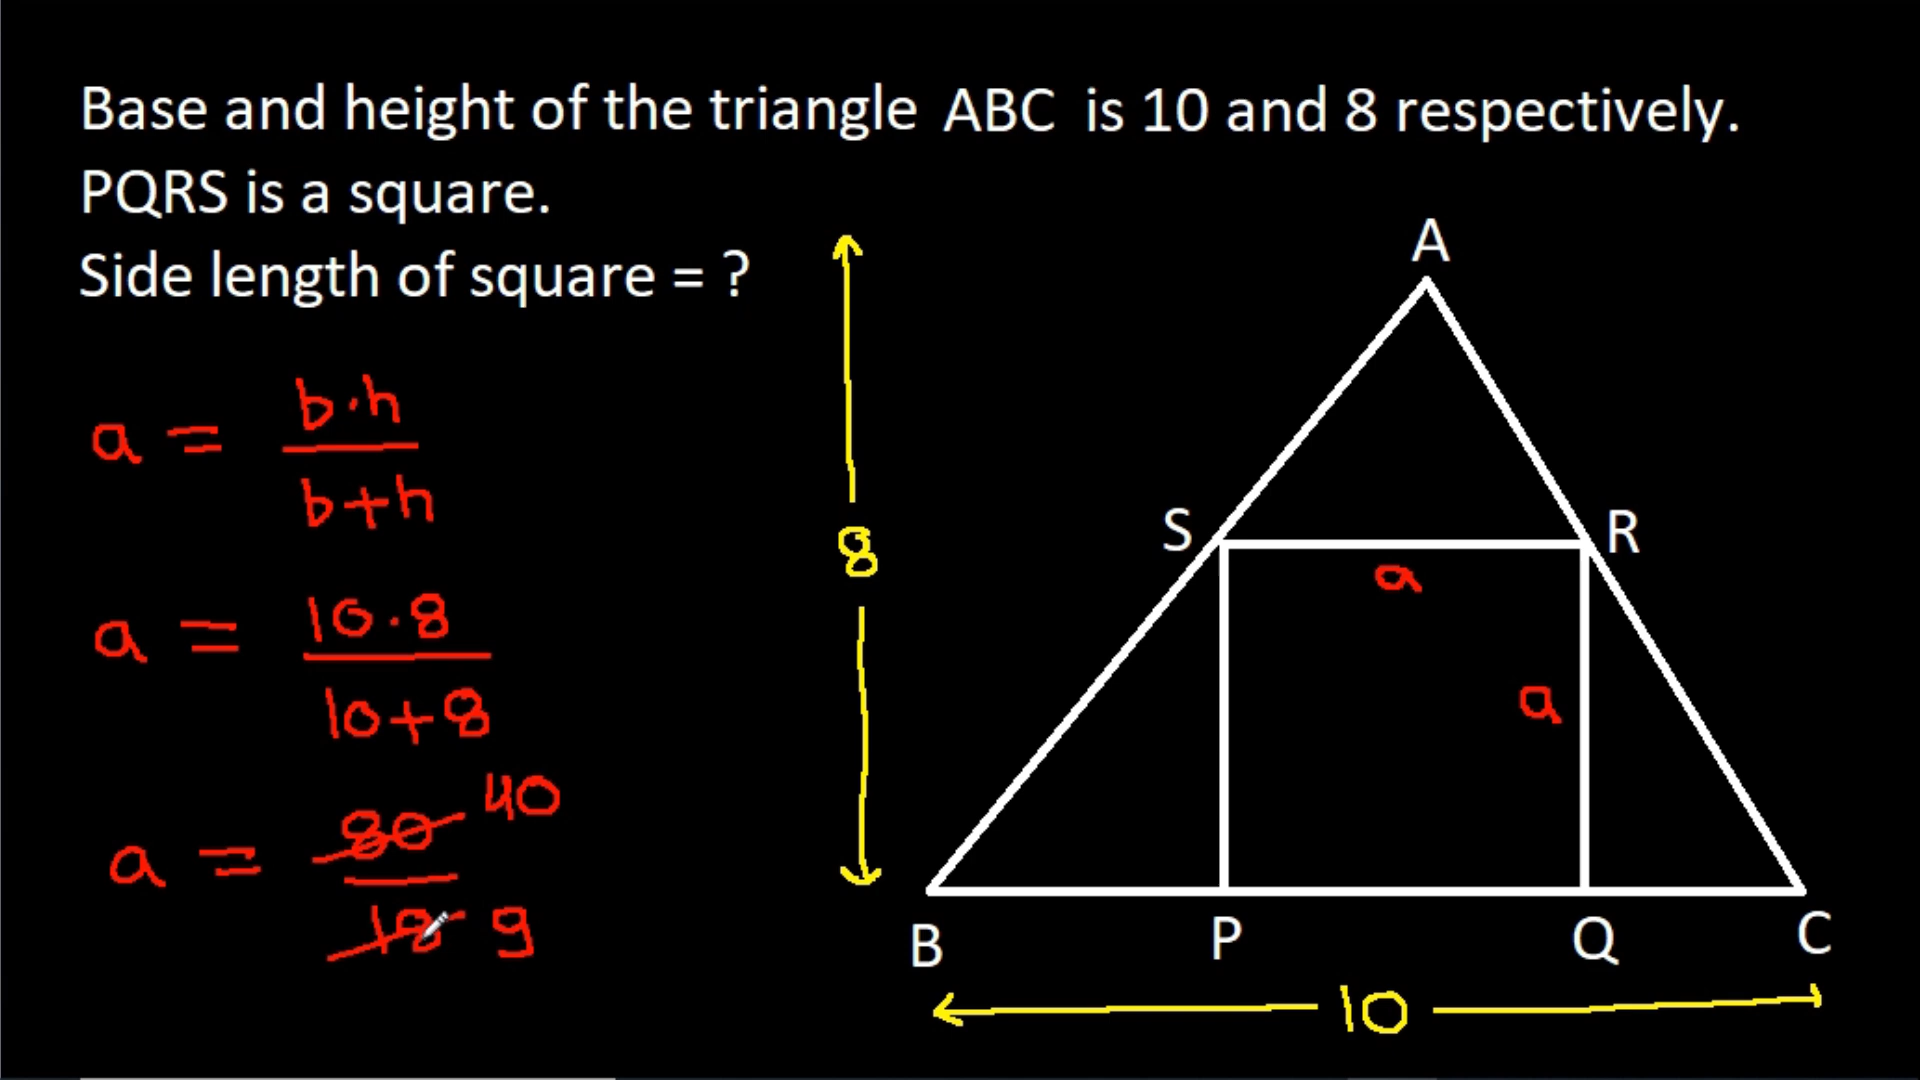 Base and height of the triangle ABC is 10 and 8 respectively.
PQRS is a square.
Side length of square = ?
a = b·h
b+h
a = 10·8
10+8
a = 80 40
18 9
8
A
S
R
a
a
B
P
Q
C
10